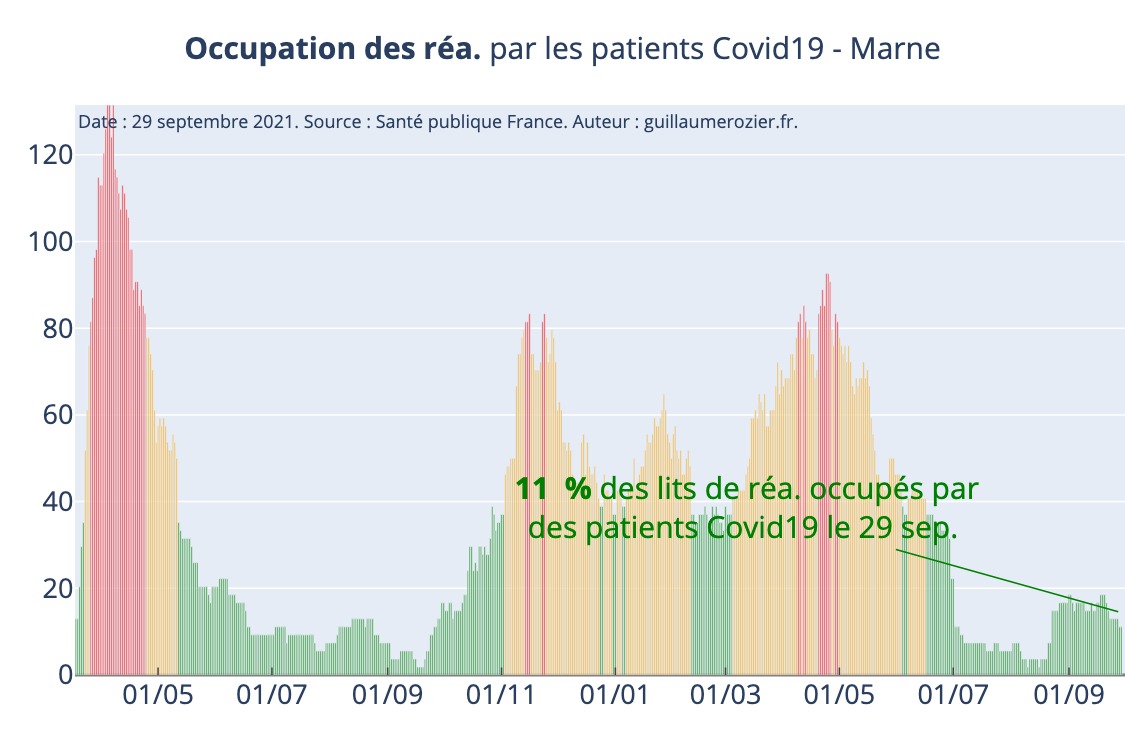 Occupation des réa. par les patients Covid19 - Marne
Date : 29 septembre 2021. Source : Santé publique France. Auteur : guillaumerozier.fr.
120
100
80
60
40
20
0
11 % des lits de réa. occupés par
des patients Covid19 le 29 sep.
01/05 01/07 01/09 01/11 01/01 01/03 01/05 01/07 01/09